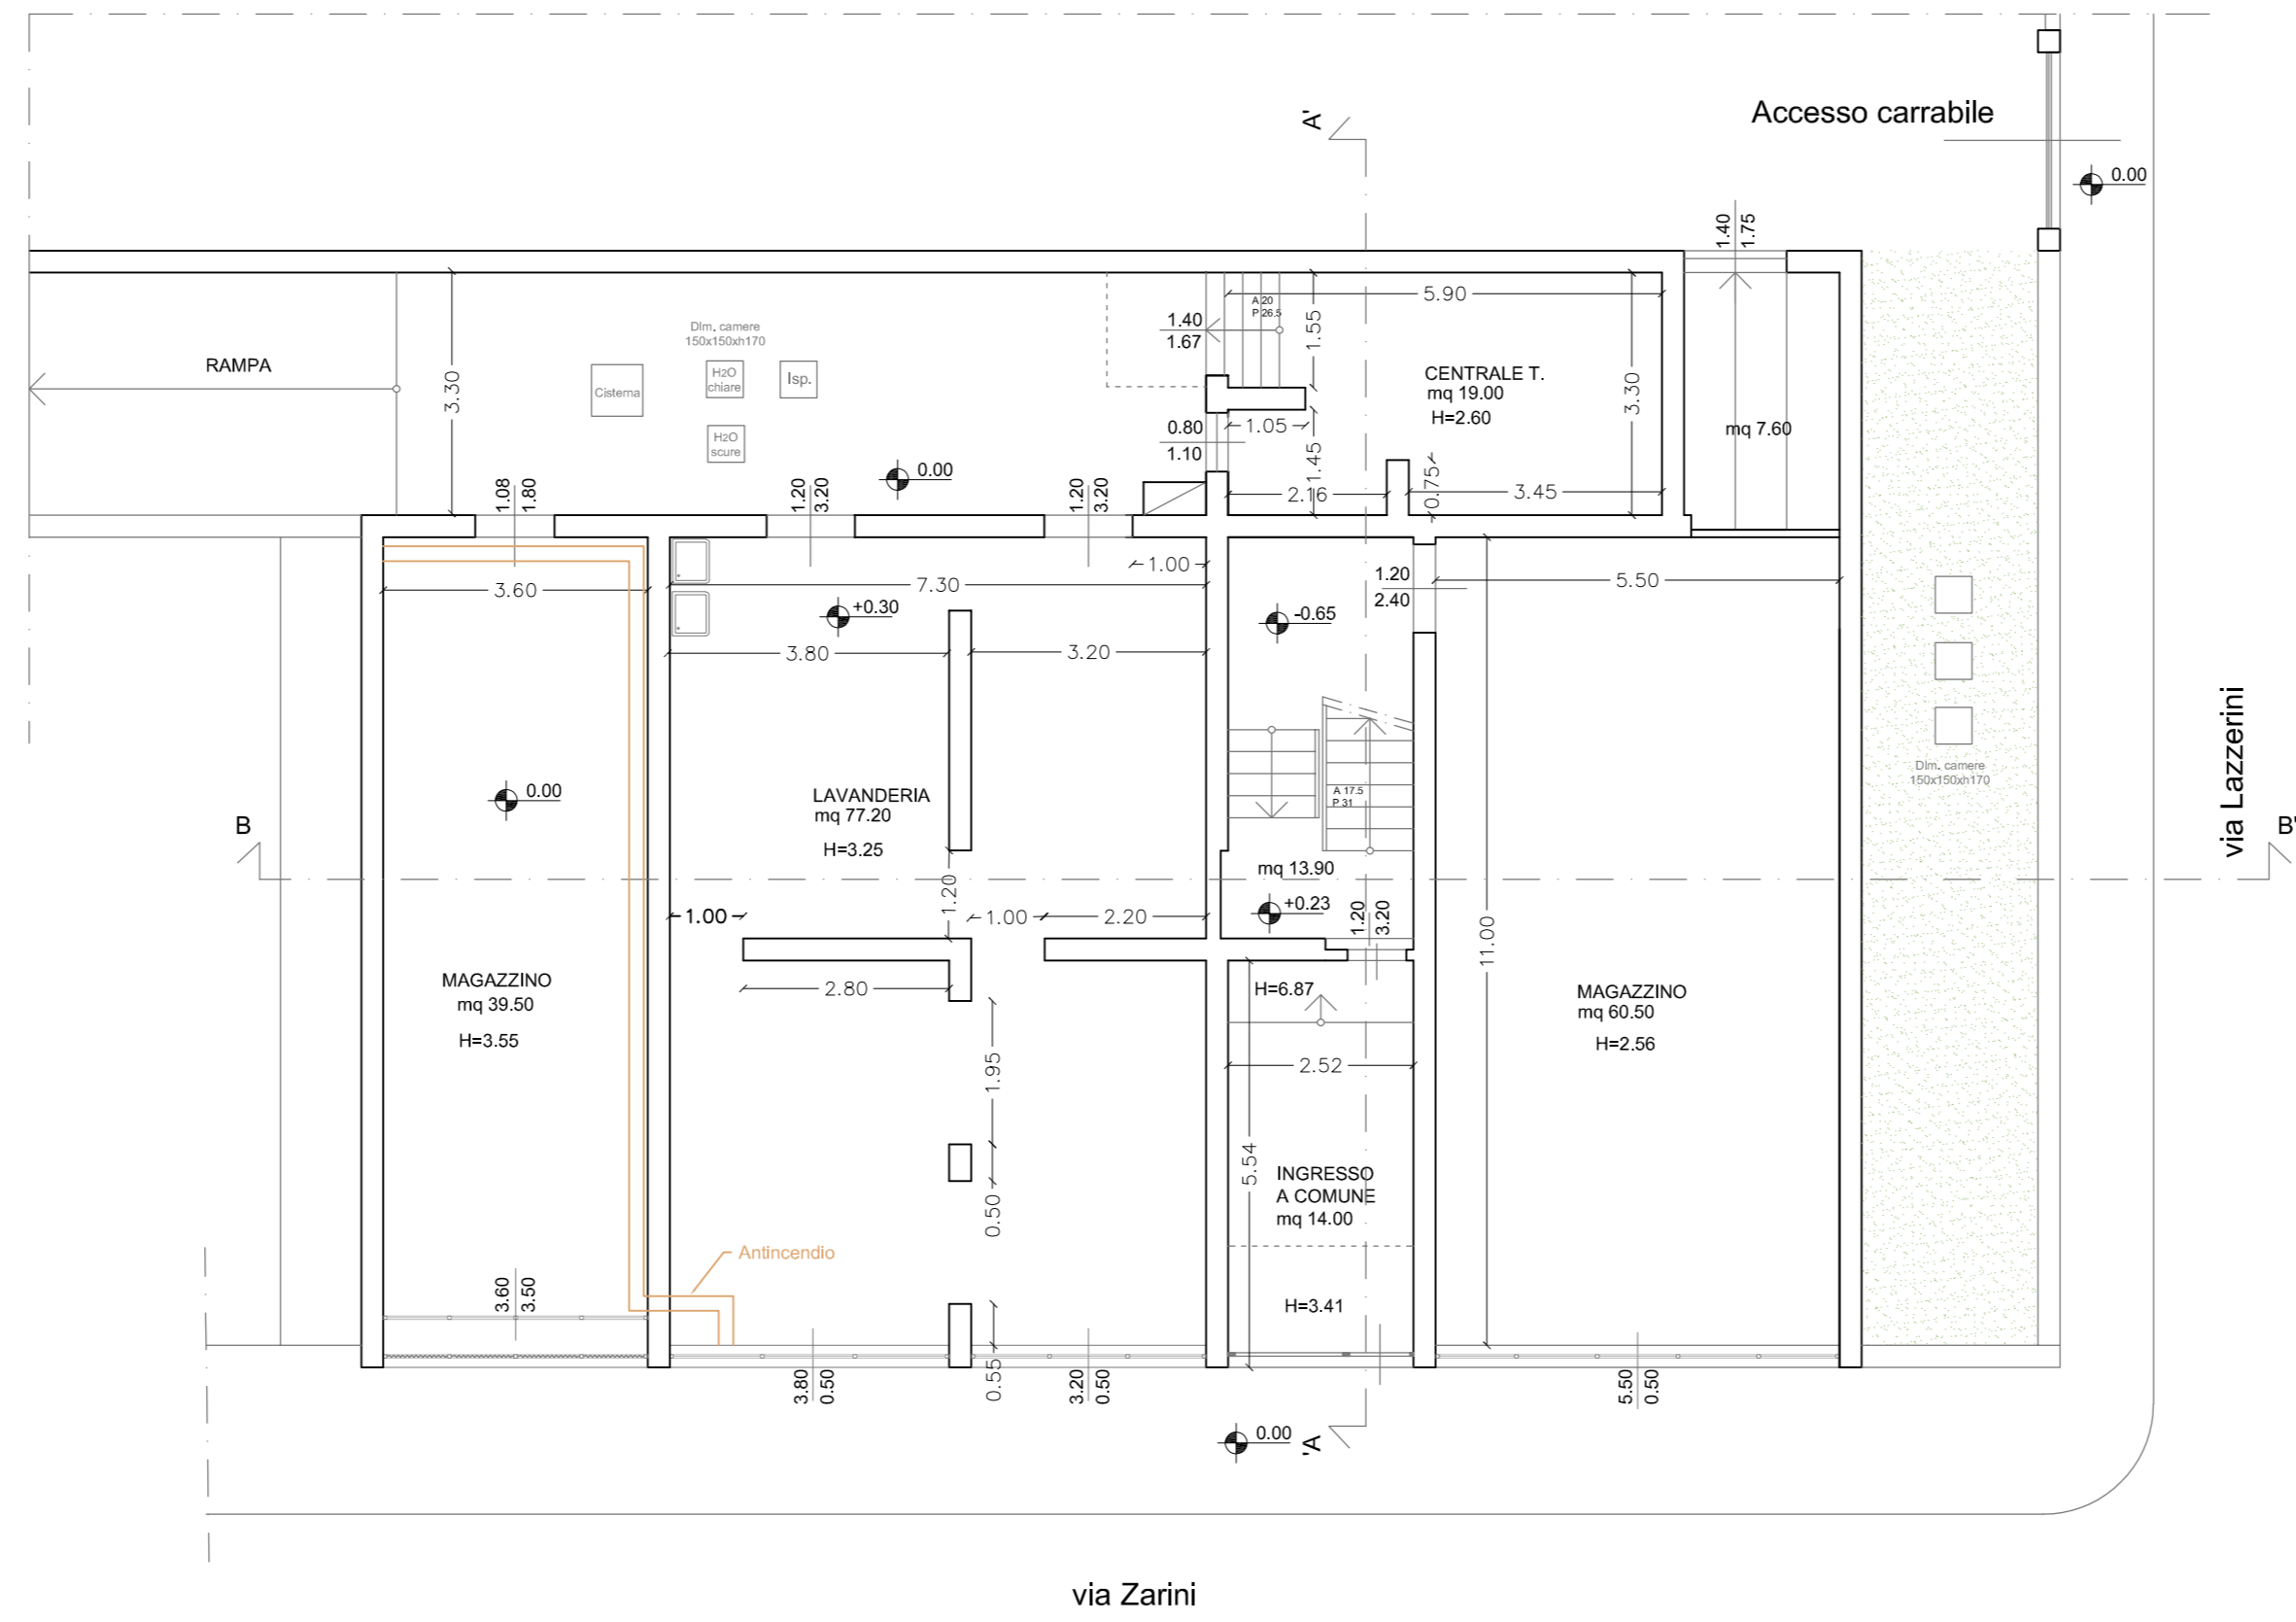 Accesso carrabile
A'
0.00
1.40
1.75
5.90
A 20
P 26.5
1.55
1.40
1.67
Dim. camere
150x150xh170
RAMPA
H2O
chiare
Isp.
Cisterna
3.30
CENTRALE T.
mq 19.00
H=2.60
3.30
1.05
0.80
1.10
mq 7.60
H2O
scure
1.45
0.00
0.75
2.16
3.45
1.08
1.80
1.20
3.20
1.20
3.20
1.00
3.60
7.30
1.20
2.40
5.50
+0.30
-0.65
3.80
3.20
via Lazzerini
Dim. camere
150x150xh170
0.00
LAVANDERIA
mq 77.20
H=3.25
A 17.5
P 31
B
B'
mq 13.90
1.20
+0.23
1.20
3.20
1.00
1.00
2.20
11.00
MAGAZZINO
mq 39.50
H=3.55
2.80
H=6.87
MAGAZZINO
mq 60.50
H=2.56
1.95
2.52
5.54
INGRESSO
A COMUNE
mq 14.00
0.50
Antincendio
3.60
3.50
H=3.41
0.55
3.80
0.50
3.20
0.50
5.50
0.50
0.00
'A
via Zarini